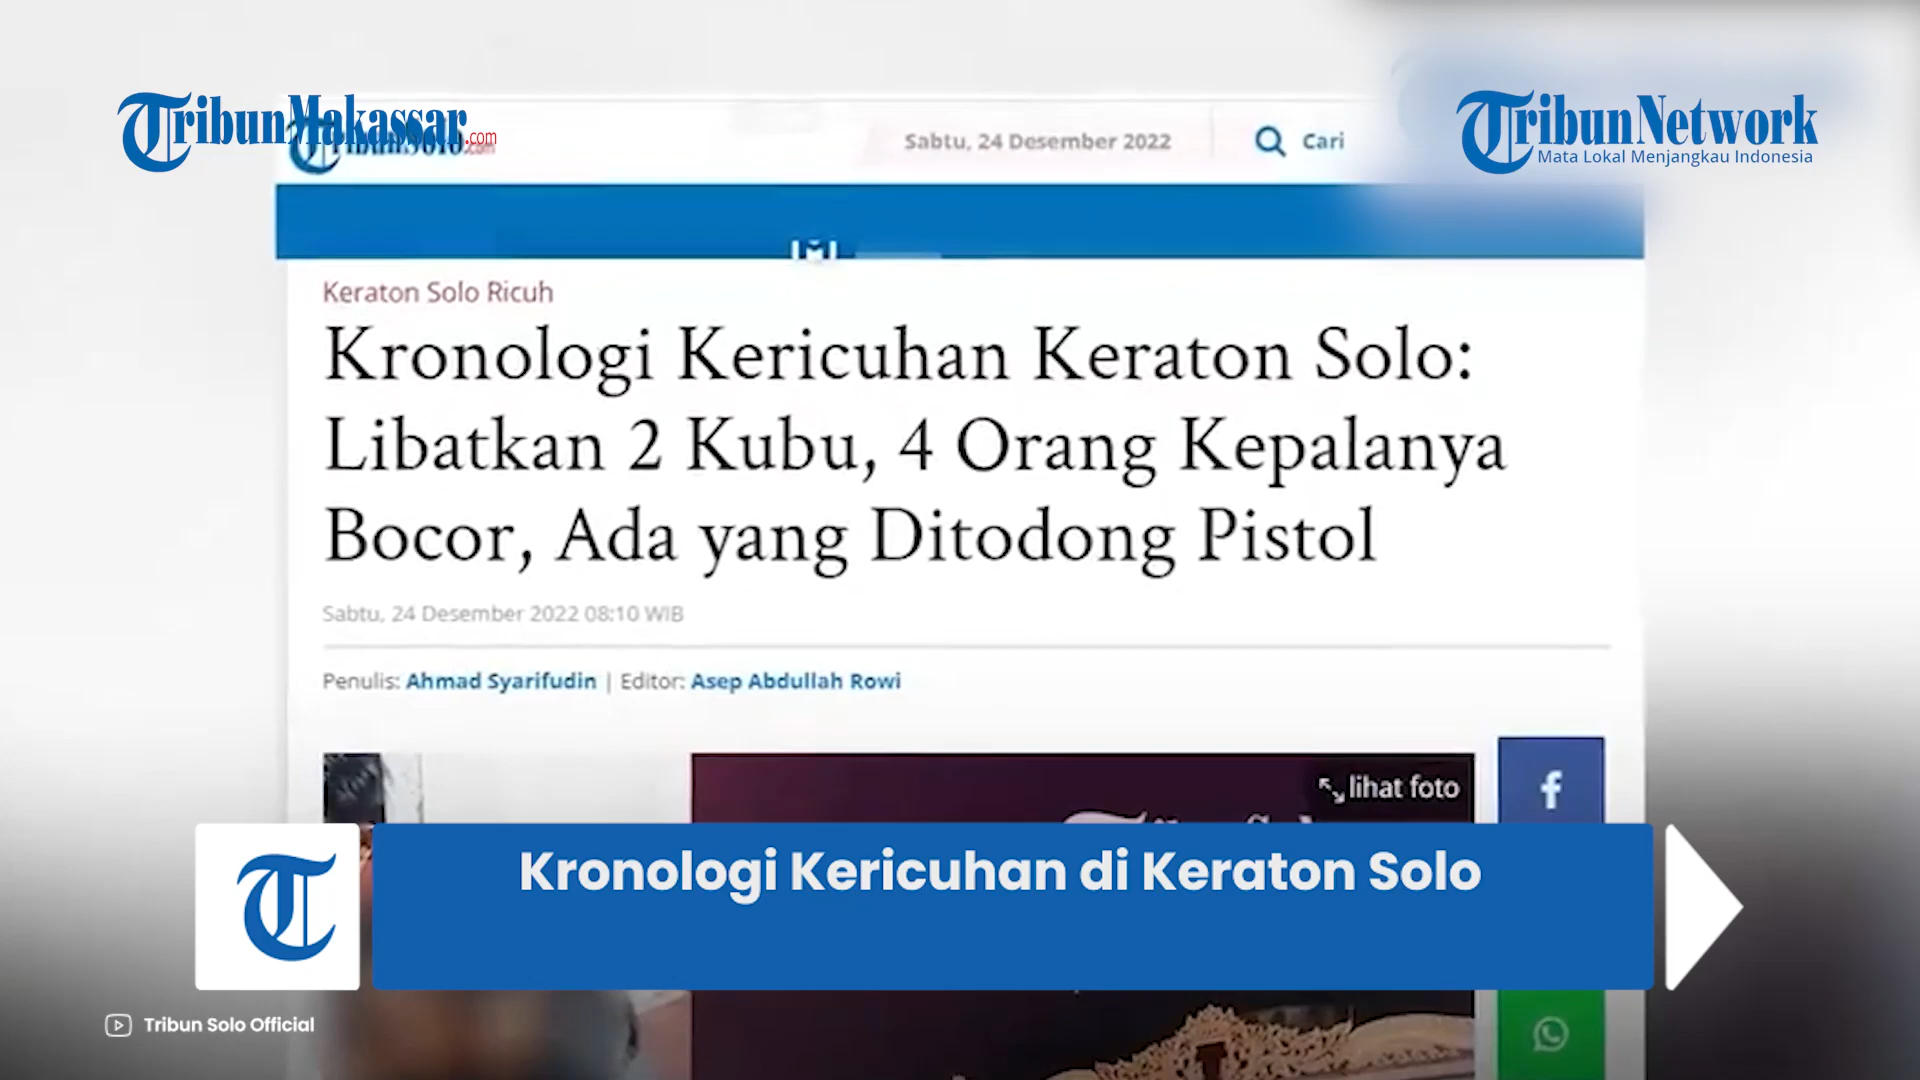 TribunMakassar.com
TribunSolo.com
Sabtu, 24 Desember 2022
Cari
TribunNetwork
Mata Lokal Menjangkau Indonesia
Keraton Solo Ricuh
Kronologi Kericuhan Keraton Solo:
Libatkan 2 Kubu, 4 Orang Kepalanya
Bocor, Ada yang Ditodong Pistol
Sabtu, 24 Desember 2022 08:10 WIB
Penulis: Ahmad Syarifudin | Editor: Asep Abdullah Rowi
lihat foto
f
T
Kronologi Kericuhan di Keraton Solo
Tribun Solo Official